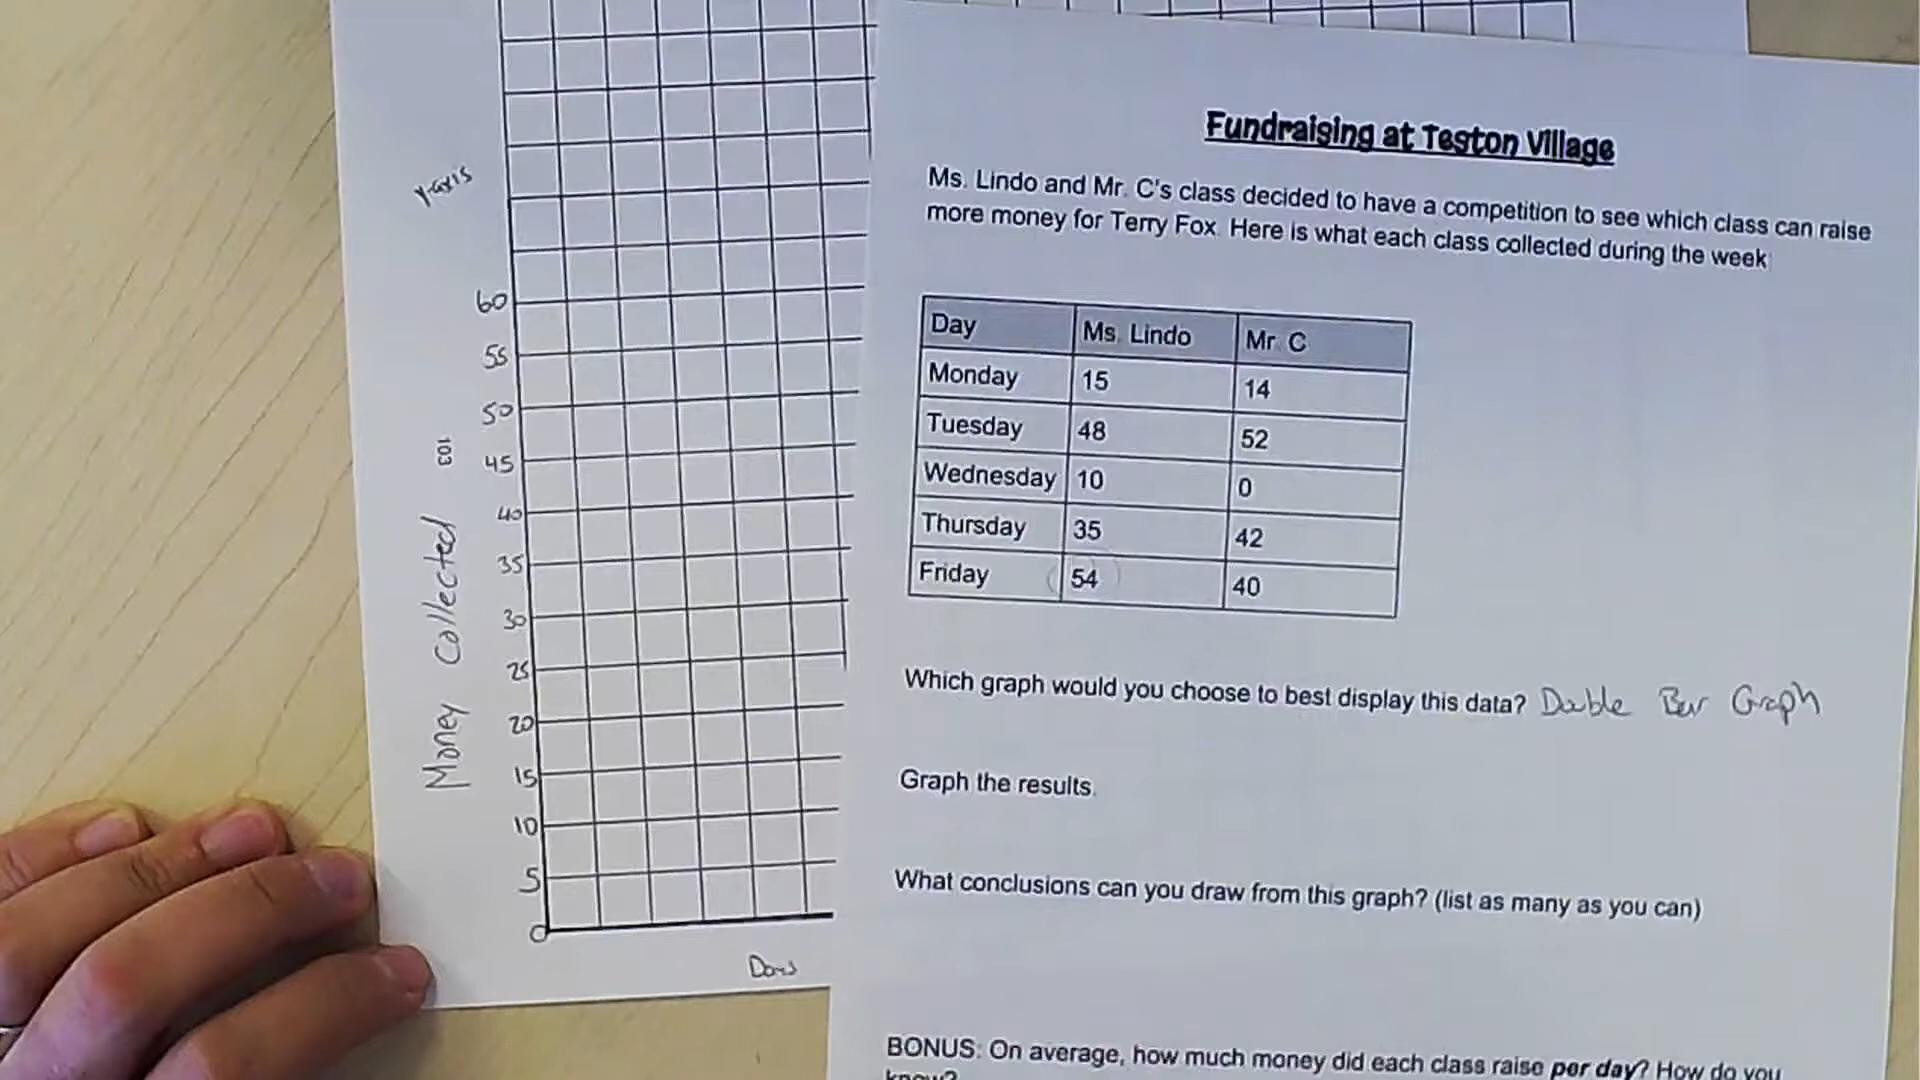 Fundraising at Teston Village
Ms. Lindo and Mr. C's class decided to have a competition to see which class can raise
more money for Terry Fox. Here is what each class collected during the week
Day Ms. Lindo Mr. C
Monday 15 14
Tuesday 48 52
Wednesday 10 0
Thursday 35 42
Friday 54 40
Which graph would you choose to best display this data? Double Bar Graph
Graph the results.
What conclusions can you draw from this graph? (list as many as you can)
BONUS: On average, how much money did each class raise per day? How do you
know?
y-axis
Money Collected
103
60
55
50
45
40
35
30
25
20
15
10
5
0
Days